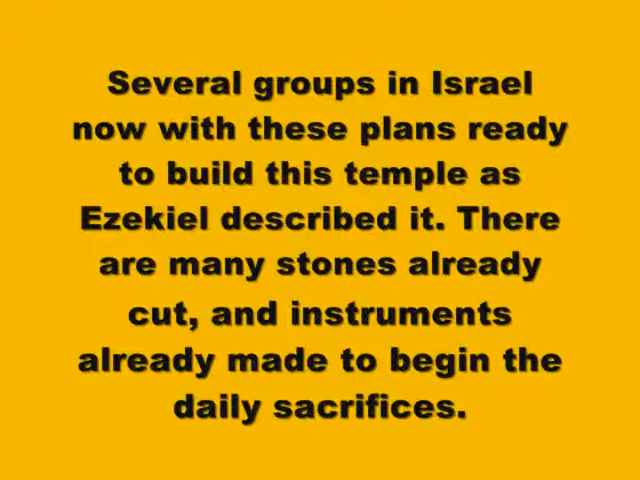 Several groups in Israel
now with these plans ready
to build this temple as
Ezekiel described it. There
are many stones already
cut, and instruments
already made to begin the
daily sacrifices.